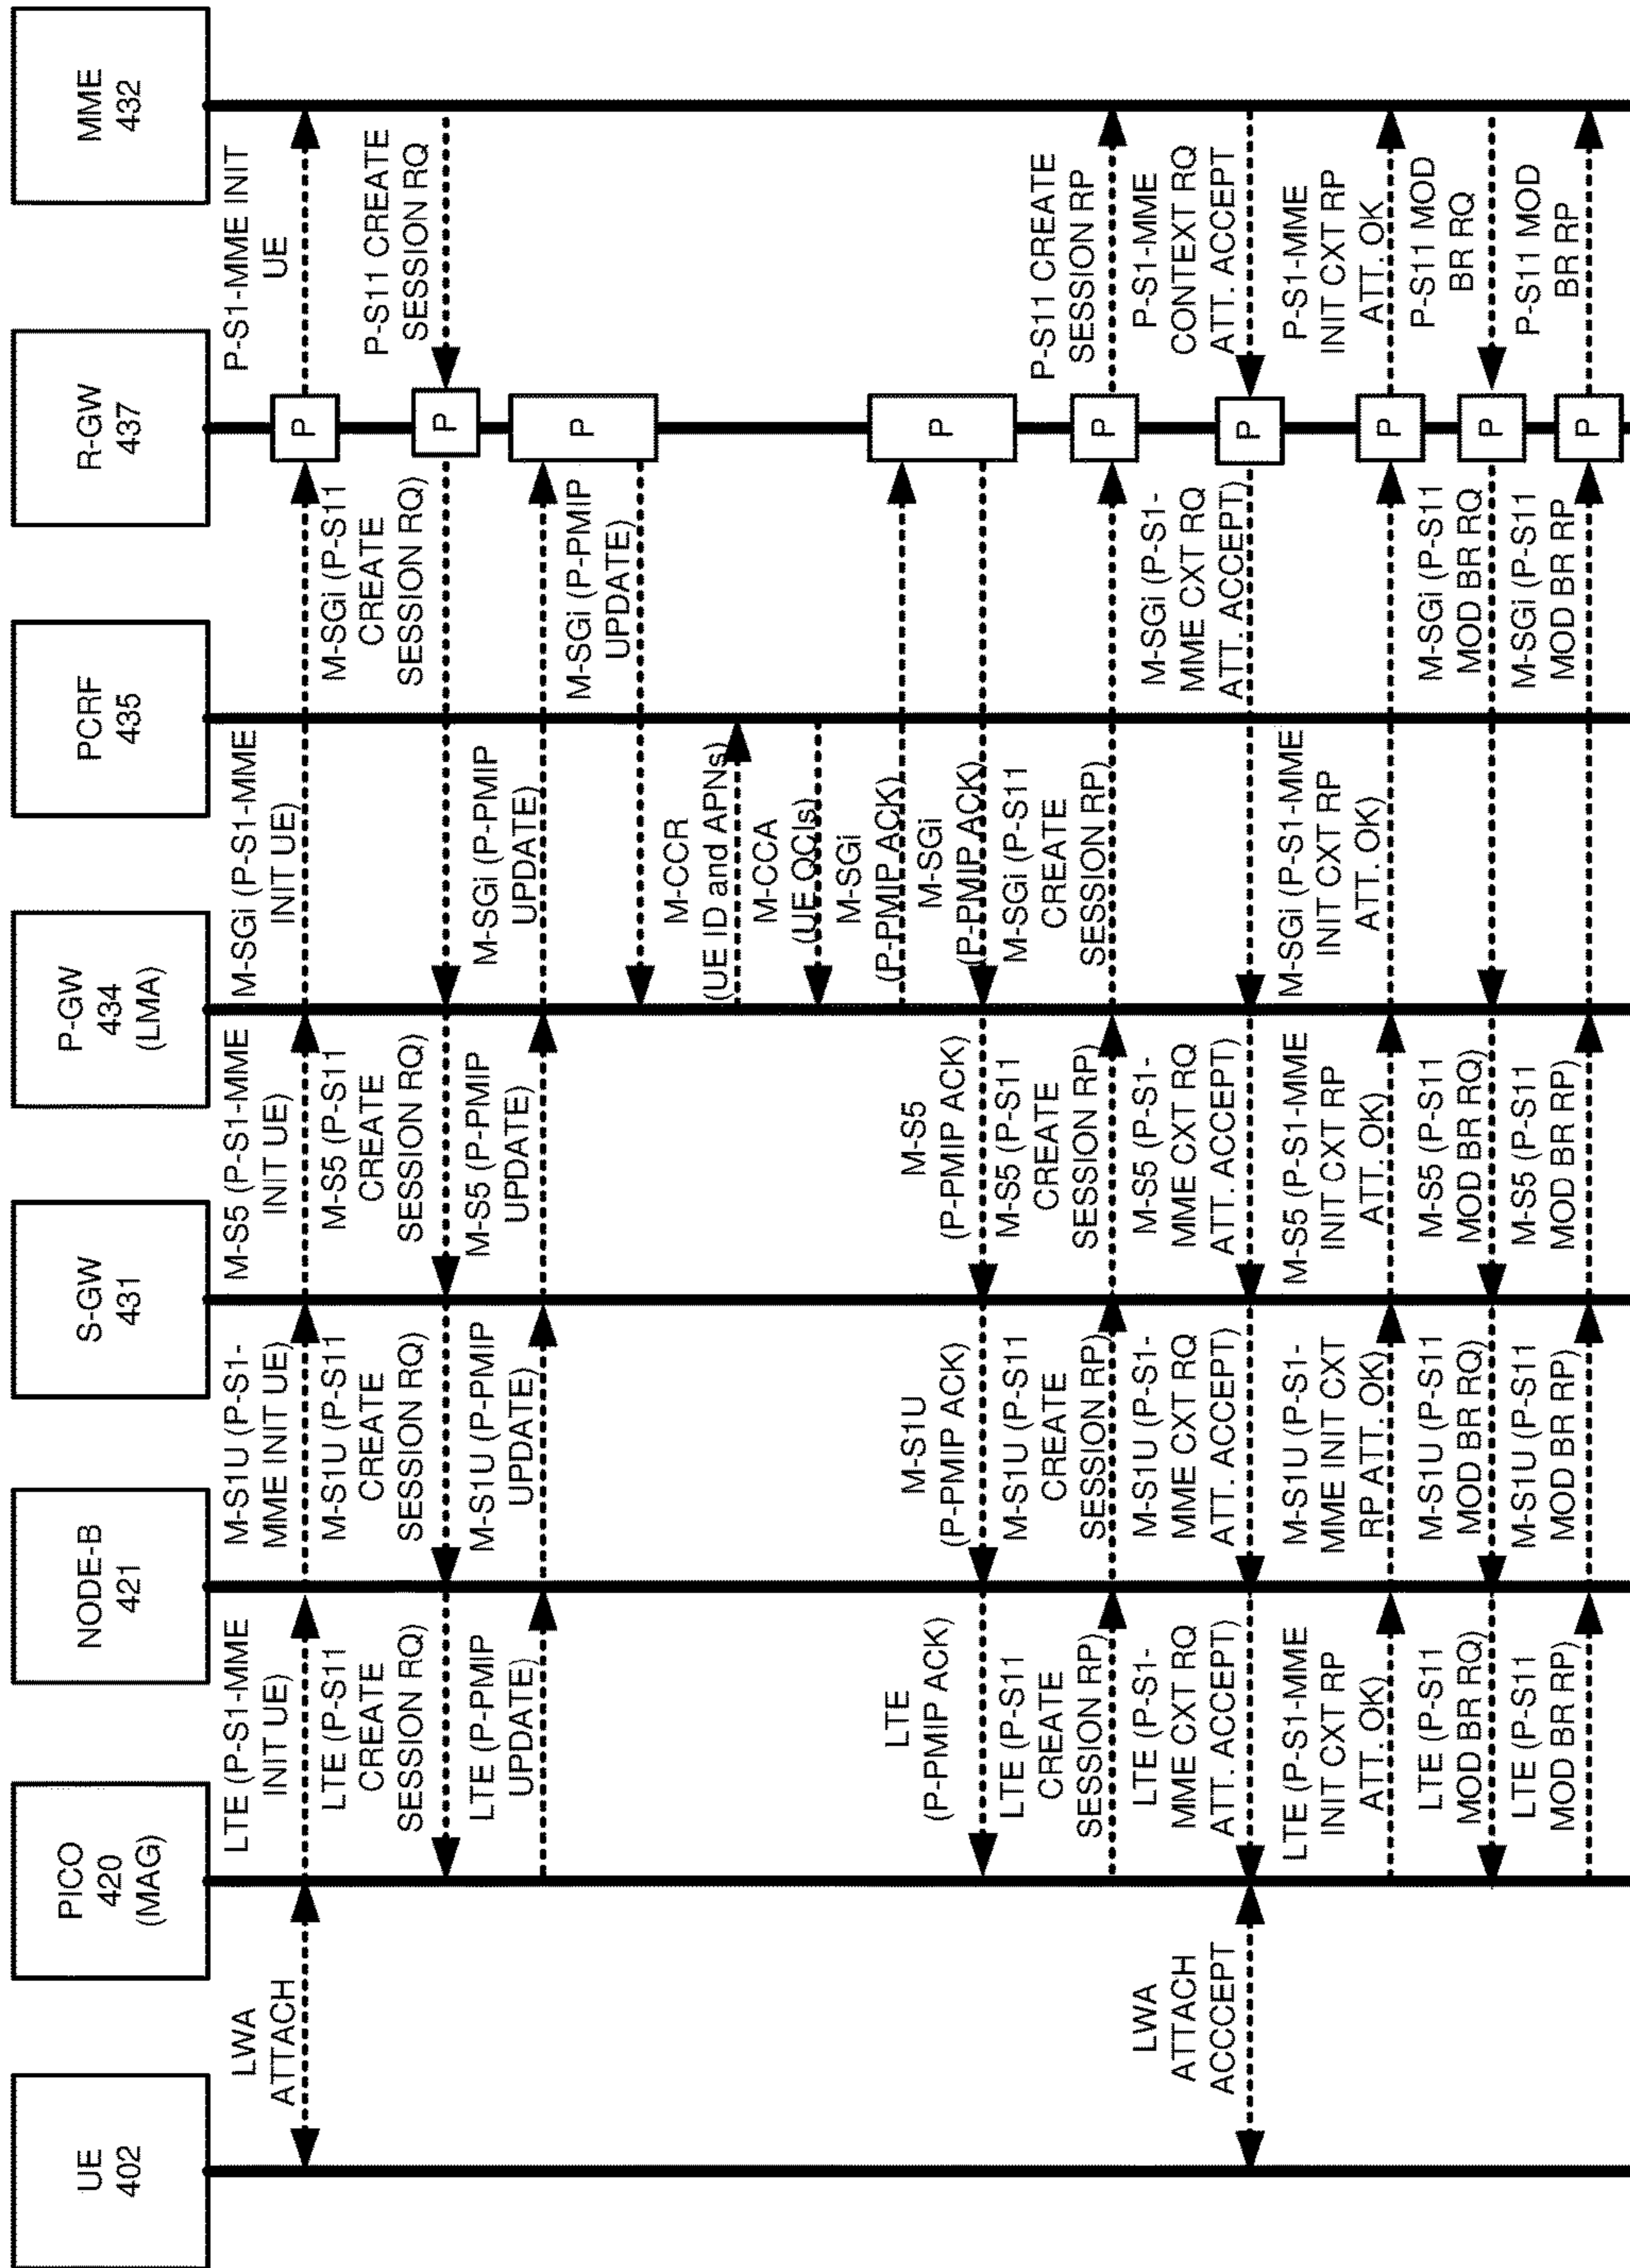 UE
402
PICO
420
(MAG)
NODE-B
421
S-GW
431
P-GW
434
(LMA)
PCRF
435
R-GW
437
MME
432
LWA
ATTACH
LTE (P-S1-MME
INIT UE)
M-S1U (P-S1-
MME INIT UE)
M-S5 (P-S1-MME
INIT UE)
M-SGi (P-S1-MME
INIT UE)
P
P-S1-MME INIT
UE
LTE (P-S11
CREATE
SESSION RQ)
M-S1U (P-S11
CREATE
SESSION RQ)
M-S5 (P-S11
CREATE
SESSION RQ)
M-SGi (P-S11
CREATE
SESSION RQ)
P
P-S11 CREATE
SESSION RQ
LTE (P-PMIP
UPDATE)
M-S1U (P-PMIP
UPDATE)
M-S5 (P-PMIP
UPDATE)
M-SGi (P-PMIP
UPDATE)
P
M-SGi (P-PMIP
UPDATE)
M-CCR
(UE ID and APNs)
M-CCA
(UE QCIs)
M-SGi
(P-PMIP ACK)
P
LTE
(P-PMIP ACK)
M-S1U
(P-PMIP ACK)
M-S5
(P-PMIP ACK)
M-SGi
(P-PMIP ACK)
LTE (P-S11
CREATE
SESSION RP)
M-S1U (P-S11
CREATE
SESSION RP)
M-S5 (P-S11
CREATE
SESSION RP)
M-SGi (P-S11
CREATE
SESSION RP)
P
P-S11 CREATE
SESSION RP
LWA
ATTACH
ACCCEPT
LTE (P-S1-
MME CXT RQ
ATT. ACCEPT)
M-S1U (P-S1-
MME CXT RQ
ATT. ACCEPT)
M-S5 (P-S1-
MME CXT RQ
ATT. ACCEPT)
M-SGi (P-S1-
MME CXT RQ
ATT. ACCEPT)
P
P-S1-MME
CONTEXT RQ
ATT. ACCEPT
LTE (P-S1-MME
INIT CXT RP
ATT. OK)
M-S1U (P-S1-
MME INIT CXT
RP ATT. OK)
M-S5 (P-S1-MME
INIT CXT RP
ATT. OK)
M-SGi (P-S1-MME
INIT CXT RP
ATT. OK)
P
P-S1-MME
INIT CXT RP
ATT. OK
LTE (P-S11
MOD BR RQ)
M-S1U (P-S11
MOD BR RQ)
M-S5 (P-S11
MOD BR RQ)
M-SGi (P-S11
MOD BR RQ
P
P-S11 MOD
BR RQ
LTE (P-S11
MOD BR RP)
M-S1U (P-S11
MOD BR RP)
M-S5 (P-S11
MOD BR RP)
M-SGi (P-S11
MOD BR RP
P
P-S11 MOD
BR RP